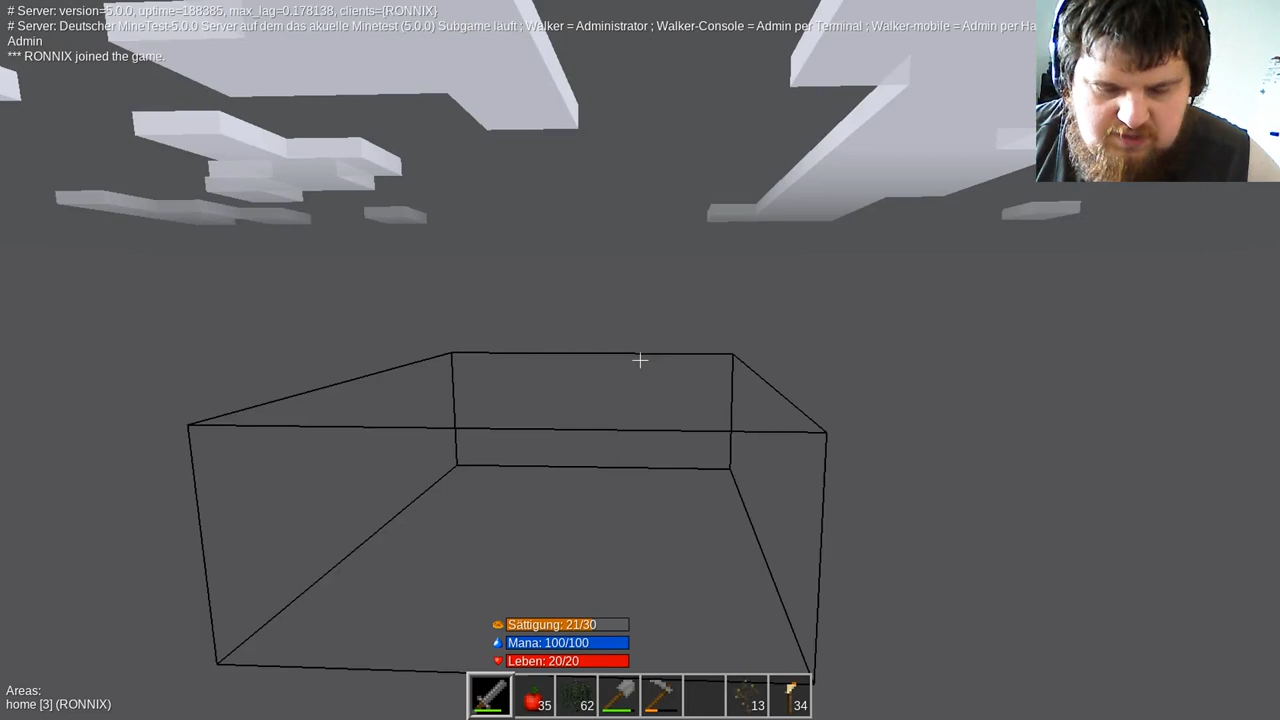 # Server: version=5.0.0, uptime=188385, max_lag=0.178138, clients={RONNIX}
# Server: Deutscher MineTest-5.0.0 Server auf dem das akuelle Minetest (5.0.0) Subgame läuft ; Walker = Administrator ; Walker-Console = Admin per Terminal ; Walker-mobile = Admin per Ha
Admin
*** RONNIX joined the game.
Sättigung: 21/30
Mana: 100/100
Leben: 20/20
35 62 13 34
Areas:
home [3] (RONNIX)